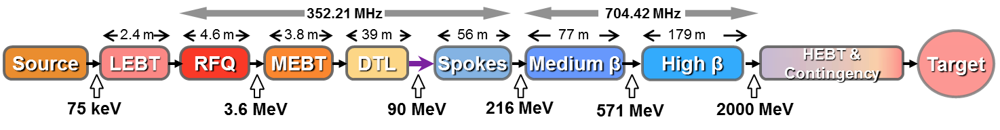 352.21 MHz
704.42 MHz
2.4 m
4.6 m
3.8 m
39 m
56 m
77 m
179 m
Source
LEBT
RFQ
MEBT
DTL
Spokes
Medium β
High β
HEBT &
Contingency
Target
75 keV
3.6 MeV
90 MeV
216 MeV
571 MeV
2000 MeV